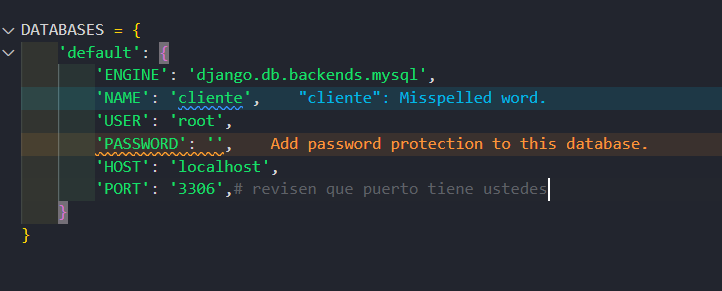 DATABASES = {
'default': {
'ENGINE': 'django.db.backends.mysql',
'NAME': 'cliente', "cliente": Misspelled word.
'USER': 'root',
'PASSWORD': '', Add password protection to this database.
'HOST': 'localhost',
'PORT': '3306',# revisen que puerto tiene ustedes
}
}